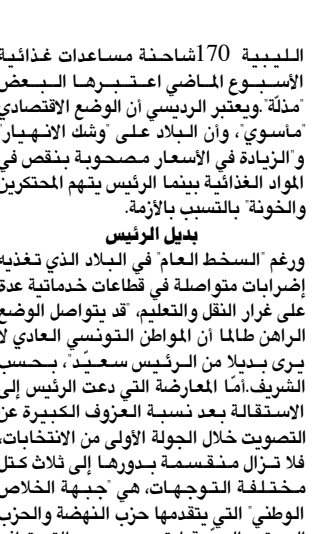 الليبية 170 شاحنة مساعدات غذائية
الأسبوع الماضي اعتبرها البعض
"مذلّة". ويعتبر الرديسي أن الوضع الاقتصادي
"مأسوي"، وأن البلاد على "وشك الانهيار"
و"الزيادة في الأسعار مصحوبة بنقص في
المواد الغذائية بينما الرئيس يتهم المحتكرين
والخونة" بالتسبب بالأزمة.
بديل الرئيس
ورغم "السخط العام" في البلاد الذي تغذيه
إضرابات متواصلة في قطاعات خدماتية عدة
على غرار النقل والتعليم، "قد يتواصل الوضع
الراهن طالما أن المواطن التونسي العادي لا
يرى بديلا من الرئيس سعيّد"، بحسب
الشريف. أمّا المعارضة التي دعت الرئيس إلى
الاستقالة بعد نسبة العزوف الكبيرة عن
التصويت خلال الجولة الأولى من الانتخابات،
فلا تزال منقسمة بدورها إلى ثلاث كتل
مختلفة التوجهات، هي "جبهة الخلاص
الوطني" التي يتقدمها حزب النهضة والحزب